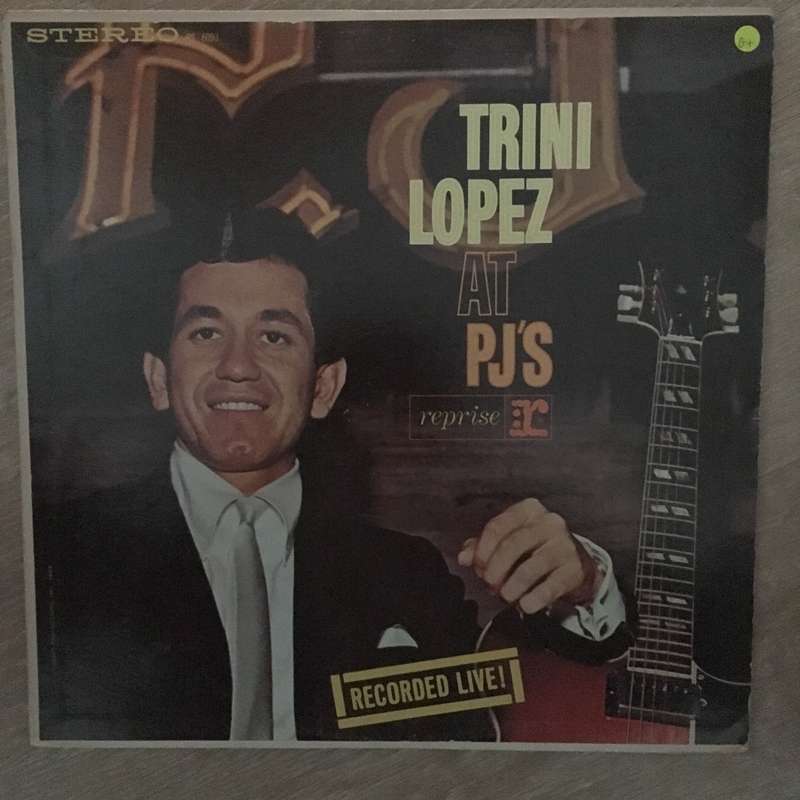 STEREO
G+
P.J
TRINI
LOPEZ
AT
PJ'S
reprise r:
RECORDED LIVE!